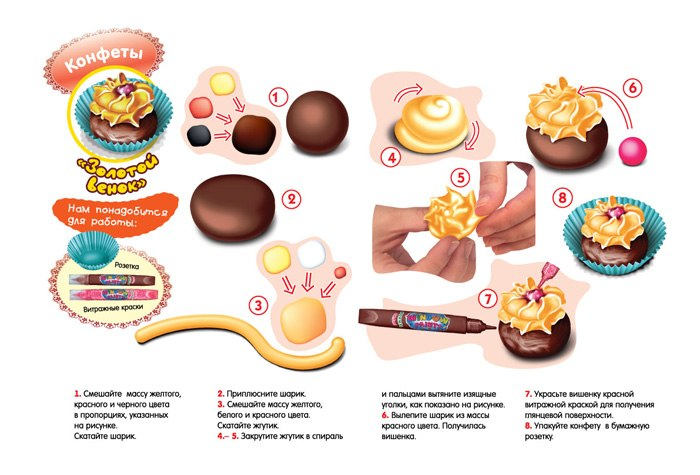 Конфеты
«Золотой
венок»
Нам понадобится
для работы:
Розетка
Витражные краски
1
2
3
4
5
6
7
8
1. Смешайте массу желтого,
красного и черного цвета
в пропорциях, указанных
на рисунке.
Скатайте шарик.
2. Приплюсните шарик.
3. Смешайте массу желтого,
белого и красного цвета.
Скатайте жгутик.
4.– 5. Закрутите жгутик в спираль
и пальцами вытяните изящные
уголки, как показано на рисунке.
6. Вылепите шарик из массы
красного цвета. Получилась
вишенка.
7. Украсьте вишенку красной
витражной краской для получения
глянцевой поверхности.
8. Упакуйте конфету в бумажную
розетку.